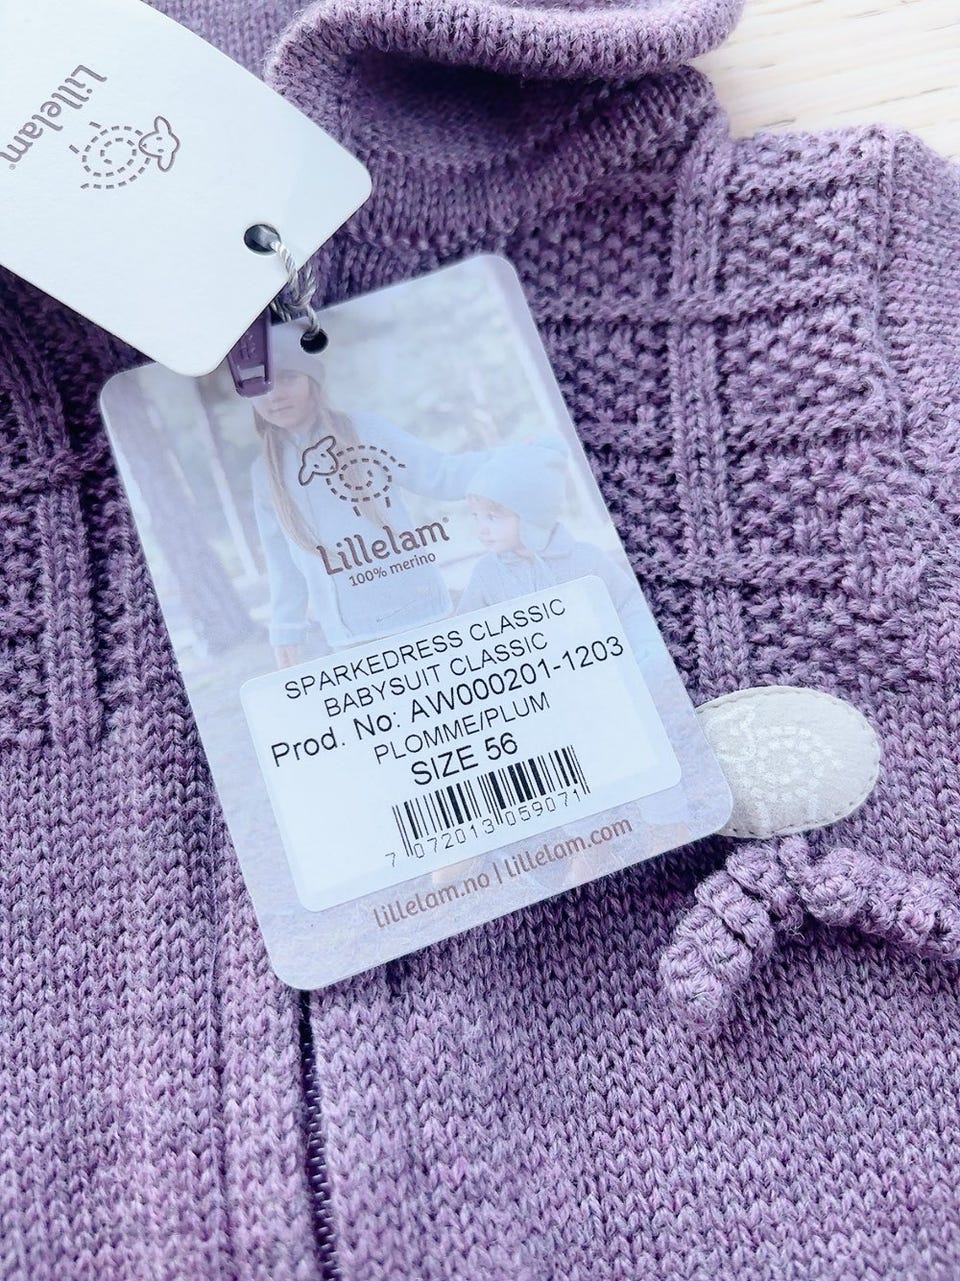 Lillelam
Lillelam®
100% merino
SPARKEDRESS CLASSIC
BABYSUIT CLASSIC
Prod. No: AW000201-1203
PLOMME/PLUM
SIZE 56
7 072013 059071
lillelam.no | lillelam.com